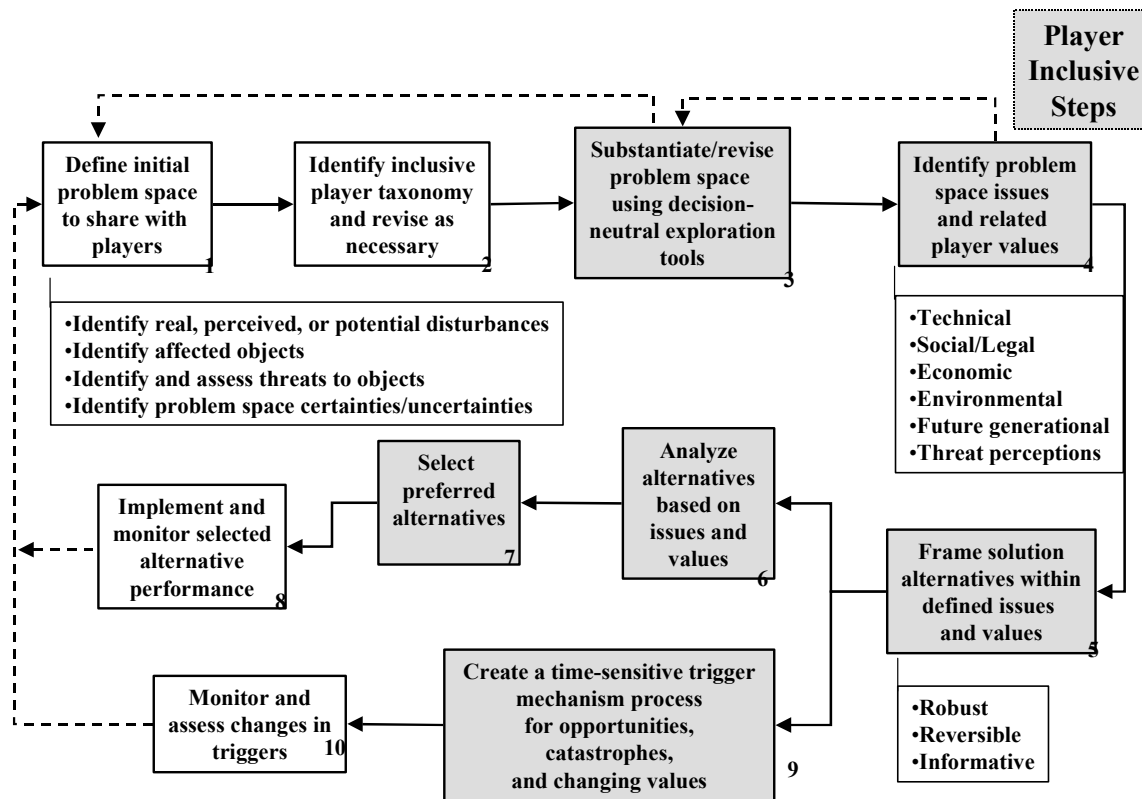 Player
Inclusive
Steps
Define initial
problem space
to share with
players
1
Identify inclusive
player taxonomy
and revise as
necessary
2
Substantiate/revise
problem space
using decision-
neutral exploration
tools
3
Identify problem
space issues
and related
player values
4
•Identify real, perceived, or potential disturbances
•Identify affected objects
•Identify and assess threats to objects
•Identify problem space certainties/uncertainties
•Technical
•Social/Legal
•Economic
•Environmental
•Future generational
•Threat perceptions
Frame solution
alternatives within
defined issues
and values
5
•Robust
•Reversible
•Informative
Analyze
alternatives
based on
issues and
values
6
Select
preferred
alternatives
7
Implement and
monitor selected
alternative
performance
8
Create a time-sensitive trigger
mechanism process
for opportunities,
catastrophes,
and changing values
9
Monitor and
assess changes in
triggers
10